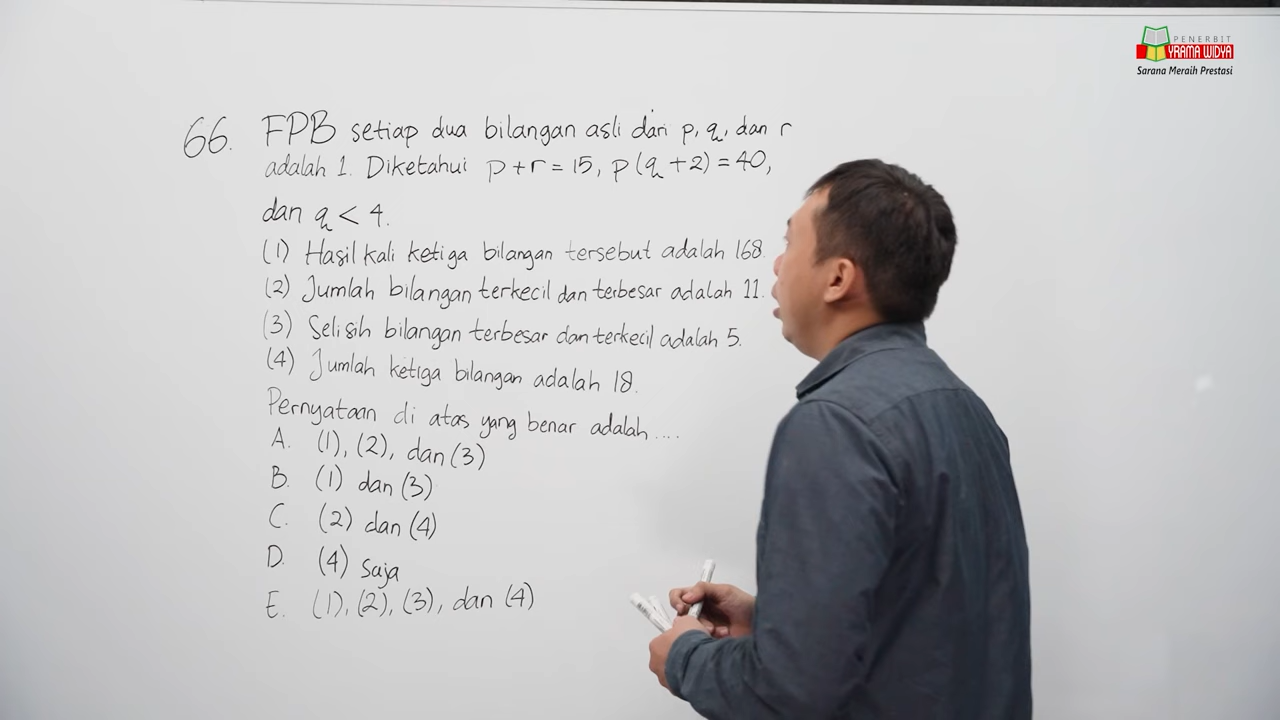 PENERBIT
YRAMA WIDYA
Sarana Meraih Prestasi
66. FPB setiap dua bilangan asli dari p, q, dan r
adalah 1. Diketahui p + r = 15, p(q + 2) = 40,
dan q < 4.
(1) Hasil kali ketiga bilangan tersebut adalah 168.
(2) Jumlah bilangan terkecil dan terbesar adalah 11.
(3) Selisih bilangan terbesar dan terkecil adalah 5.
(4) Jumlah ketiga bilangan adalah 18.
Pernyataan di atas yang benar adalah ....
A. (1), (2), dan (3)
B. (1) dan (3)
C. (2) dan (4)
D. (4) saja
E. (1), (2), (3), dan (4)